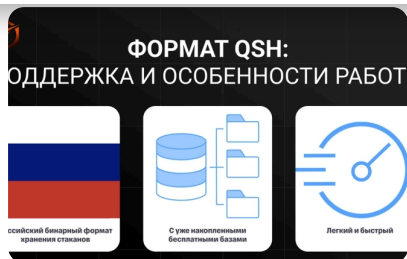 ФОРМАТ QSH:
ОДДЕРЖКА И ОСОБЕННОСТИ РАБОТ
ссийский бинарный формат
хранения стаканов
С уже накопленными
бесплатными базами
Легкий и быстрый